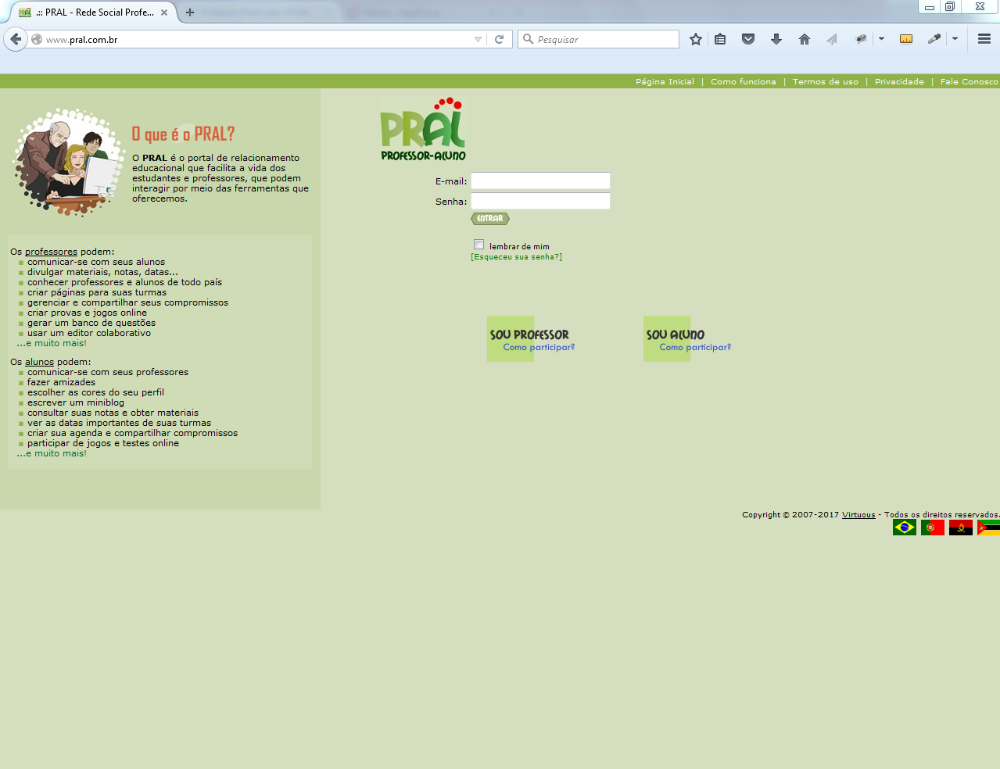 .:: PRAL - Rede Social Profe...
www.pral.com.br
Pesquisar
Página Inicial | Como funciona | Termos de uso | Privacidade | Fale Conosco
O que é o PRAL?
O PRAL é o portal de relacionamento
educacional que facilita a vida dos
estudantes e professores, que podem
interagir por meio das ferramentas que
oferecemos.
Os professores podem:
comunicar-se com seus alunos
divulgar materiais, notas, datas...
conhecer professores e alunos de todo país
criar páginas para suas turmas
gerenciar e compartilhar seus compromissos
criar provas e jogos online
gerar um banco de questões
usar um editor colaborativo
...e muito mais!
Os alunos podem:
comunicar-se com seus professores
fazer amizades
escolher as cores do seu perfil
escrever um miniblog
consultar suas notas e obter materiais
ver as datas importantes de suas turmas
criar sua agenda e compartilhar compromissos
participar de jogos e testes online
...e muito mais!
PRAL
PROFESSOR-ALUNO
E-mail:
Senha:
ENTRAR
lembrar de mim
[Esqueceu sua senha?]
SOU PROFESSOR
Como participar?
SOU ALUNO
Como participar?
Copyright © 2007-2017 Virtuous - Todos os direitos reservados.